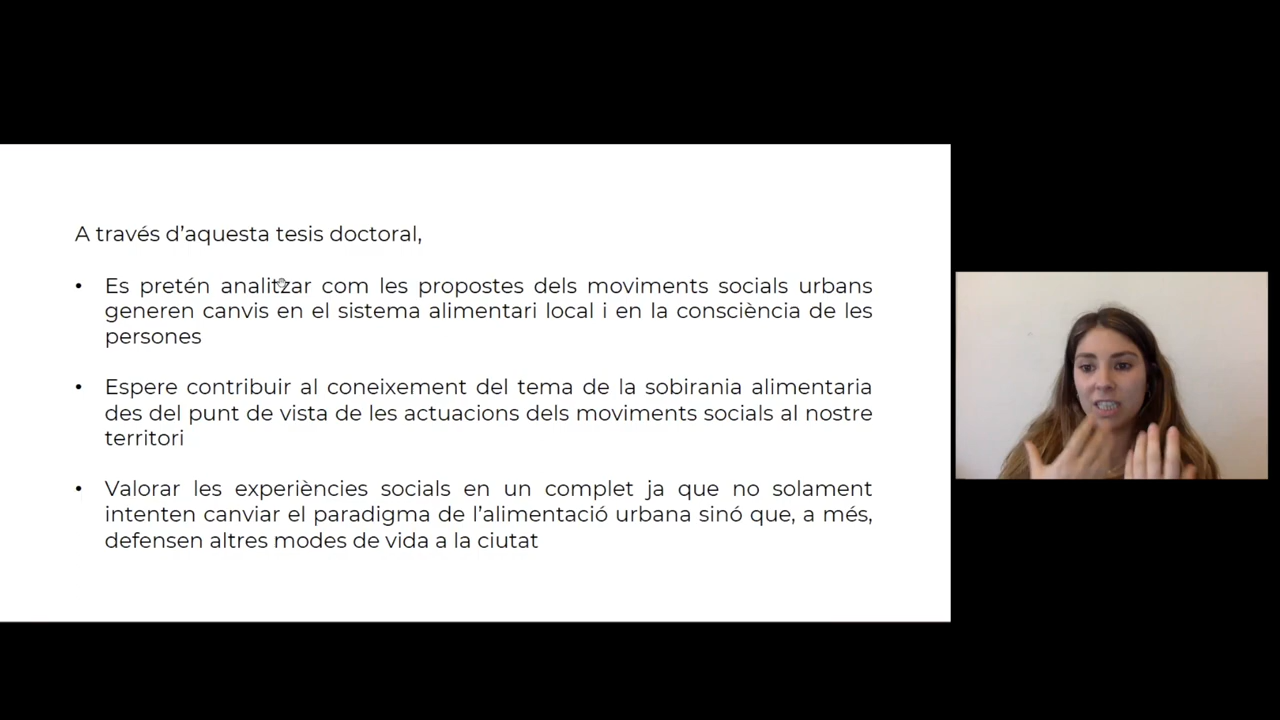 A través d'aquesta tesis doctoral,
• Es pretén analitzar com les propostes dels moviments socials urbans
generen canvis en el sistema alimentari local i en la consciència de les
persones
• Espere contribuir al coneixement del tema de la sobirania alimentaria
des del punt de vista de les actuacions dels moviments socials al nostre
territori
• Valorar les experiències socials en un complet ja que no solament
intenten canviar el paradigma de l'alimentació urbana sinó que, a més,
defensen altres modes de vida a la ciutat